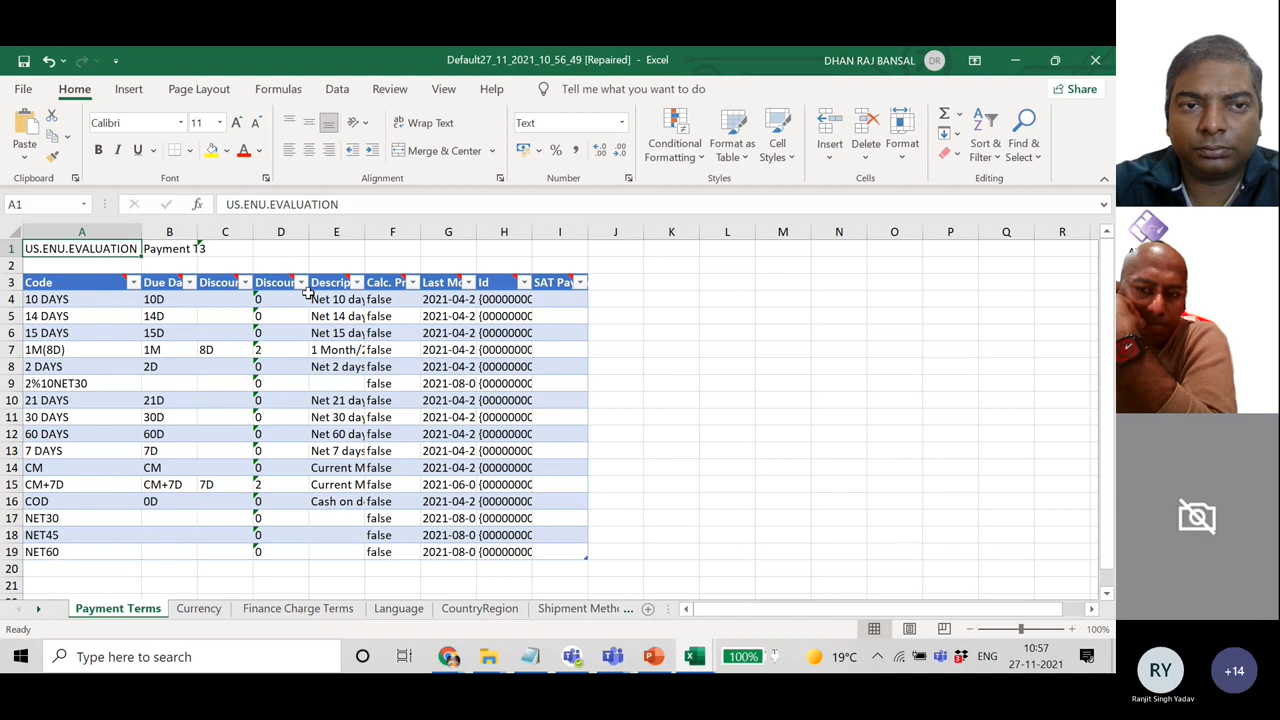 Default27_11_2021_10_56_49 [Repaired] - Excel
DHAN RAJ BANSAL
DR
File Home Insert Page Layout Formulas Data Review View Help Tell me what you want to do Share
Calibri 11 Wrap Text Text
Paste
B I U A Merge & Center % Conditional Formatting Format as Table Cell Styles Insert Delete Format Sort & Filter Find & Select
Clipboard Font Alignment Number Styles Cells Editing
A1 fx US.ENU.EVALUATION
A B C D E F G H I J K L M N O P Q R
1 US.ENU.EVALUATION Payment T3
2
3 Code Due Da Discour Discour Descrip Calc. Pr Last Mo Id SAT Pay
4 10 DAYS 10D 0 Net 10 day false 2021-04-2 {00000000
5 14 DAYS 14D 0 Net 14 day false 2021-04-2 {00000000
6 15 DAYS 15D 0 Net 15 day false 2021-04-2 {00000000
7 1M(8D) 1M 8D 2 1 Month/2 false 2021-04-2 {00000000
8 2 DAYS 2D 0 Net 2 days false 2021-04-2 {00000000
9 2%10NET30 0 false 2021-08-0 {00000000
10 21 DAYS 21D 0 Net 21 day false 2021-04-2 {00000000
11 30 DAYS 30D 0 Net 30 day false 2021-04-2 {00000000
12 60 DAYS 60D 0 Net 60 day false 2021-04-2 {00000000
13 7 DAYS 7D 0 Net 7 days false 2021-04-2 {00000000
14 CM CM 0 Current M false 2021-04-2 {00000000
15 CM+7D CM+7D 7D 2 Current M false 2021-06-0 {00000000
16 COD 0D 0 Cash on d false 2021-04-2 {00000000
17 NET30 0 false 2021-08-0 {00000000
18 NET45 0 false 2021-08-0 {00000000
19 NET60 0 false 2021-08-0 {00000000
20
21
Payment Terms Currency Finance Charge Terms Language CountryRegion Shipment Metho ...
Ready 100%
Type here to search 100% 19°C ENG 10:57
27-11-2021
RY +14
Ranjit Singh Yadav